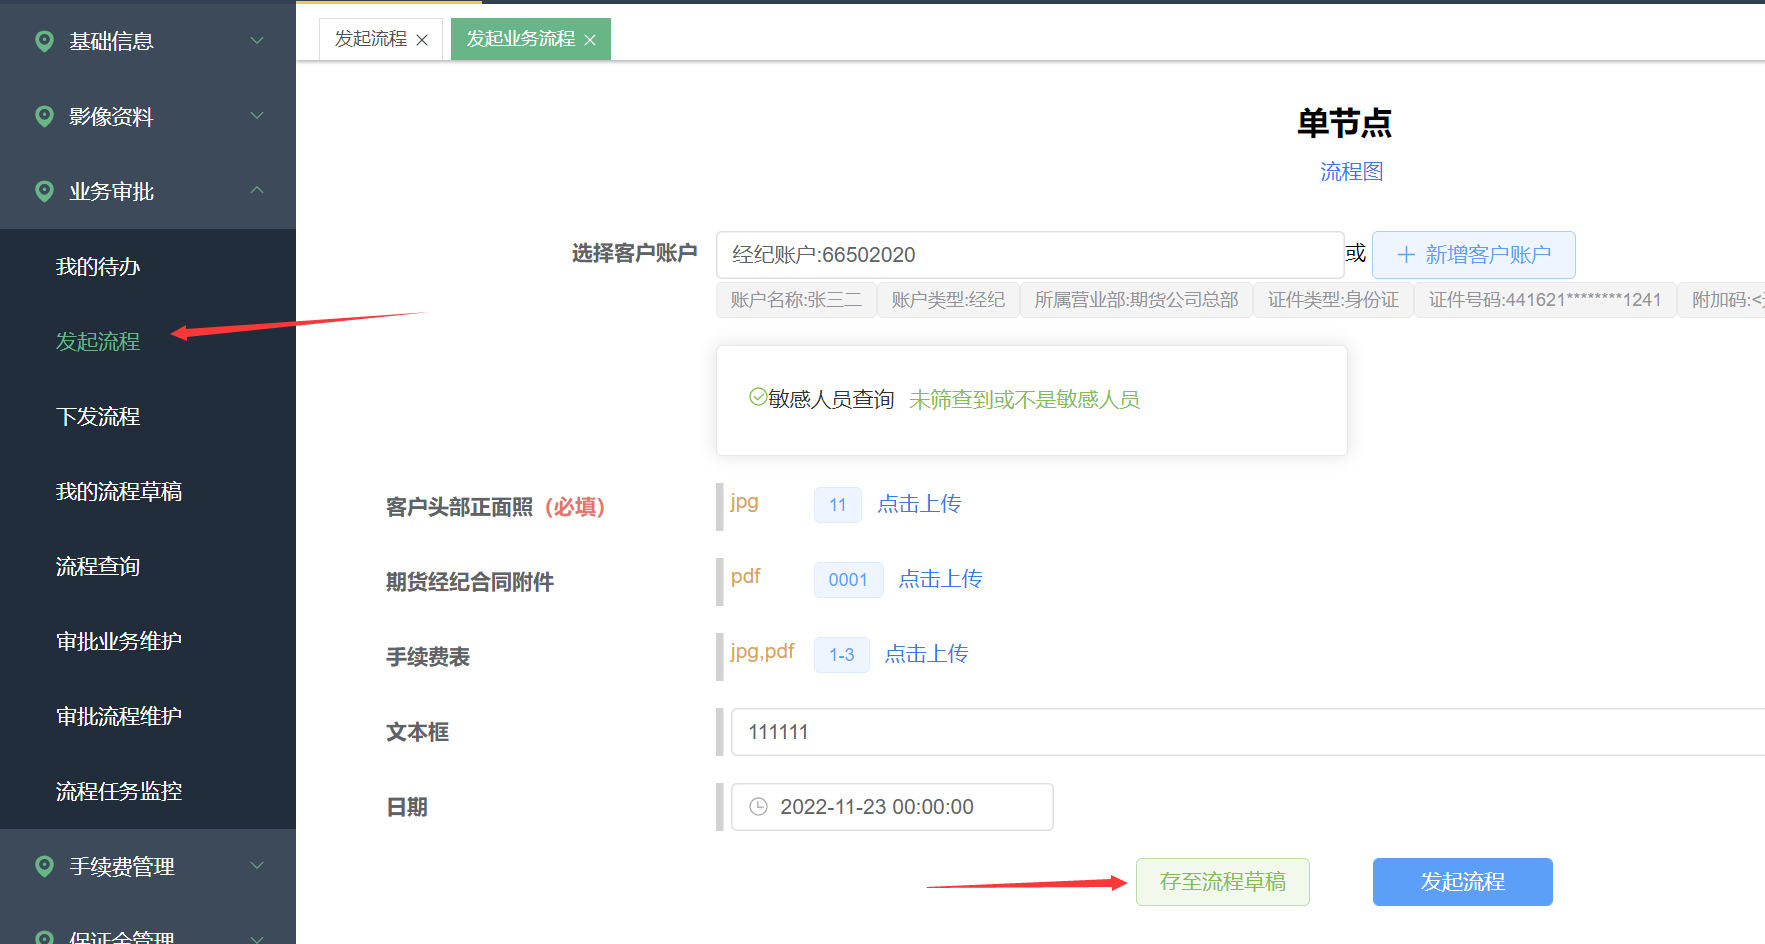 基础信息
影像资料
业务审批
我的待办
发起流程
下发流程
我的流程草稿
流程查询
审批业务维护
审批流程维护
流程任务监控
手续费管理
保证金管理
发起流程 发起业务流程
单节点
流程图
选择客户账户 经纪账户:66502020 或 新增客户账户
账户名称:张三二 账户类型:经纪 所属营业部:期货公司总部 证件类型:身份证 证件号码:441621********1241 附加码:<
敏感人员查询 未筛查到或不是敏感人员
客户头部正面照（必填） jpg 11 点击上传
期货经纪合同附件 pdf 0001 点击上传
手续费表 jpg,pdf 1-3 点击上传
文本框 111111
日期 2022-11-23 00:00:00
存至流程草稿 发起流程